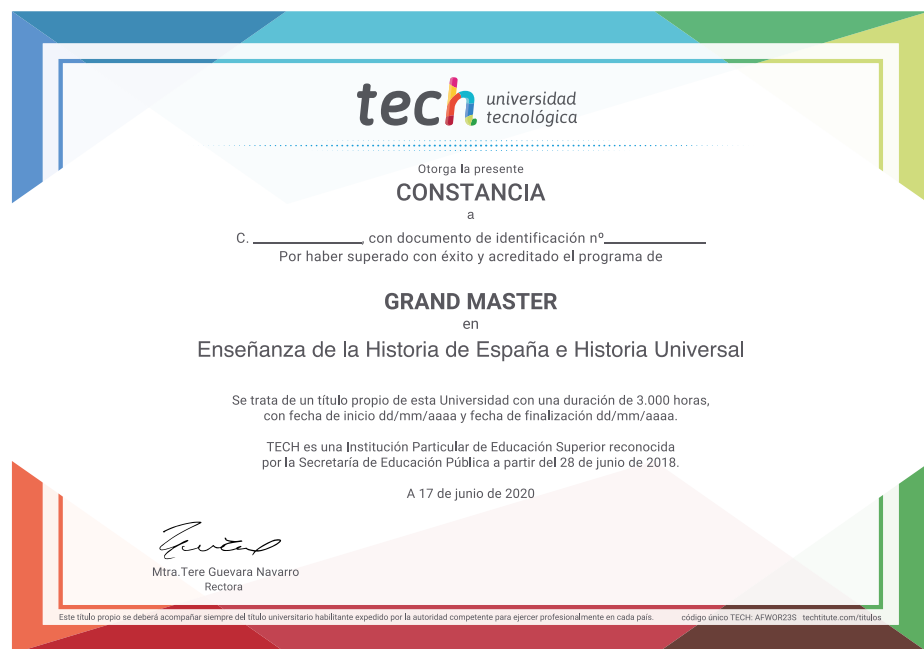 tech universidad
tecnológica
Otorga la presente
CONSTANCIA
a
C. ____________, con documento de identificación nº____________
Por haber superado con éxito y acreditado el programa de
GRAND MASTER
en
Enseñanza de la Historia de España e Historia Universal
Se trata de un título propio de esta Universidad con una duración de 3.000 horas,
con fecha de inicio dd/mm/aaaa y fecha de finalización dd/mm/aaaa.
TECH es una Institución Particular de Educación Superior reconocida
por la Secretaría de Educación Pública a partir del 28 de junio de 2018.
A 17 de junio de 2020
Mtra.Tere Guevara Navarro
Rectora
Este título propio se deberá acompañar siempre del título universitario habilitante expedido por la autoridad competente para ejercer profesionalmente en cada país. código único TECH: AFWOR23S techtitute.com/titulos